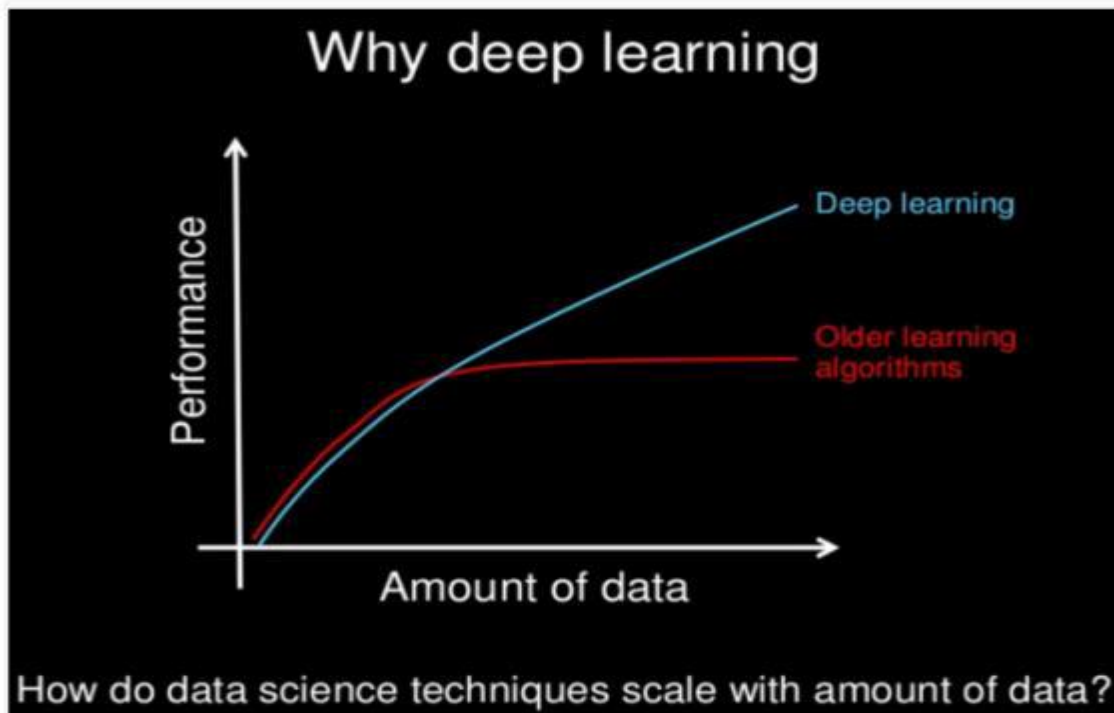 Why deep learning
Performance
Deep learning
Older learning
algorithms
Amount of data
How do data science techniques scale with amount of data?